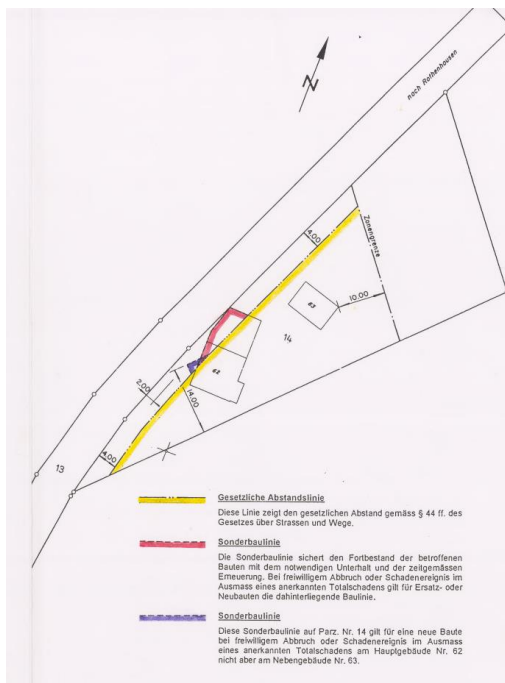 N
nach Rothenhausen
4.00
Zonengrenze
10.00
63
14
62
2.00
14.00
4.00
13
Gesetzliche Abstandslinie
Diese Linie zeigt den gesetzlichen Abstand gemäss § 44 ff. des
Gesetzes über Strassen und Wege.
Sonderbaulinie
Die Sonderbaulinie sichert den Fortbestand der betroffenen
Bauten mit dem notwendigen Unterhalt und der zeitgemässen
Erneuerung. Bei freiwilligem Abbruch oder Schadenereignis im
Ausmass eines anerkannten Totalschadens gilt für Ersatz- oder
Neubauten die dahinterliegende Baulinie.
Sonderbaulinie
Diese Sonderbaulinie auf Parz. Nr. 14 gilt für eine neue Baute
bei freiwilligem Abbruch oder Schadenereignis im Ausmass
eines anerkannten Totalschadens am Hauptgebäude Nr. 62
nicht aber am Nebengebäude Nr. 63.